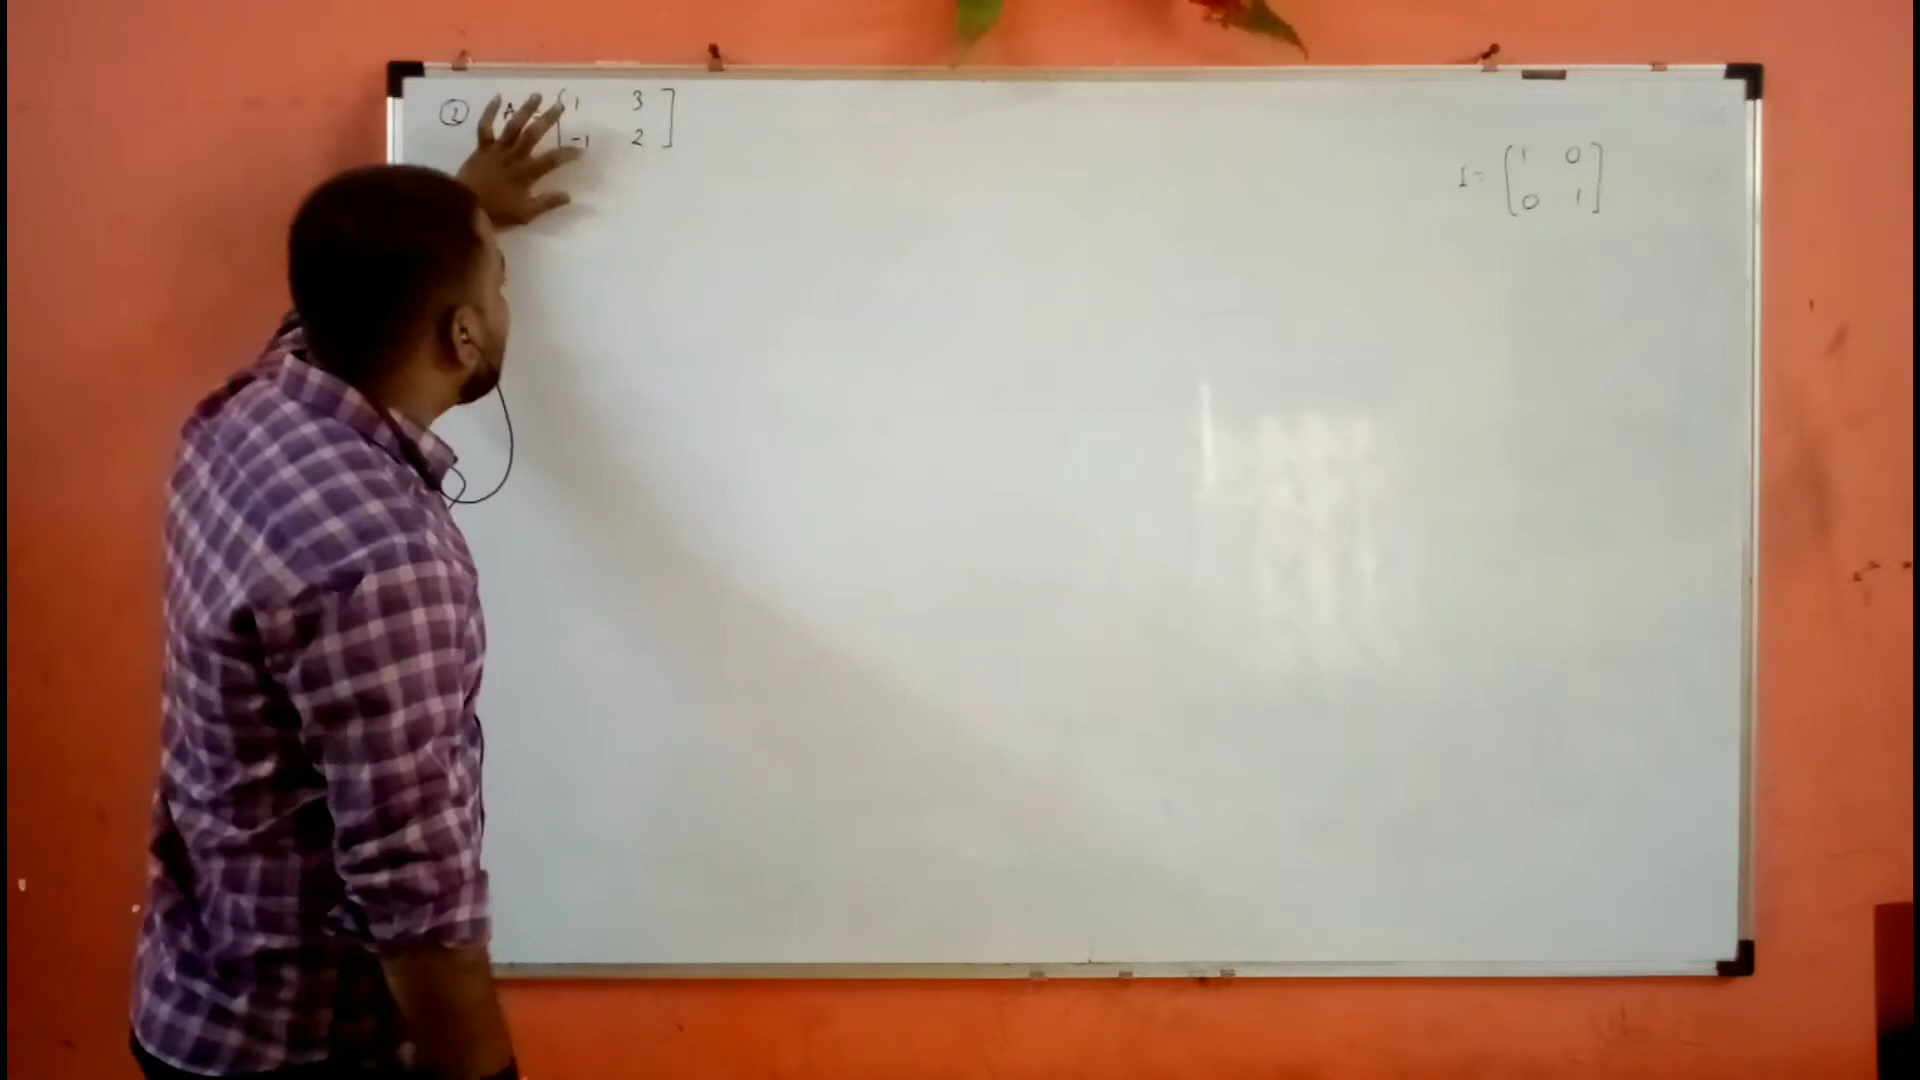 ② A = [1 3
-1 2]
I = [1 0
0 1]